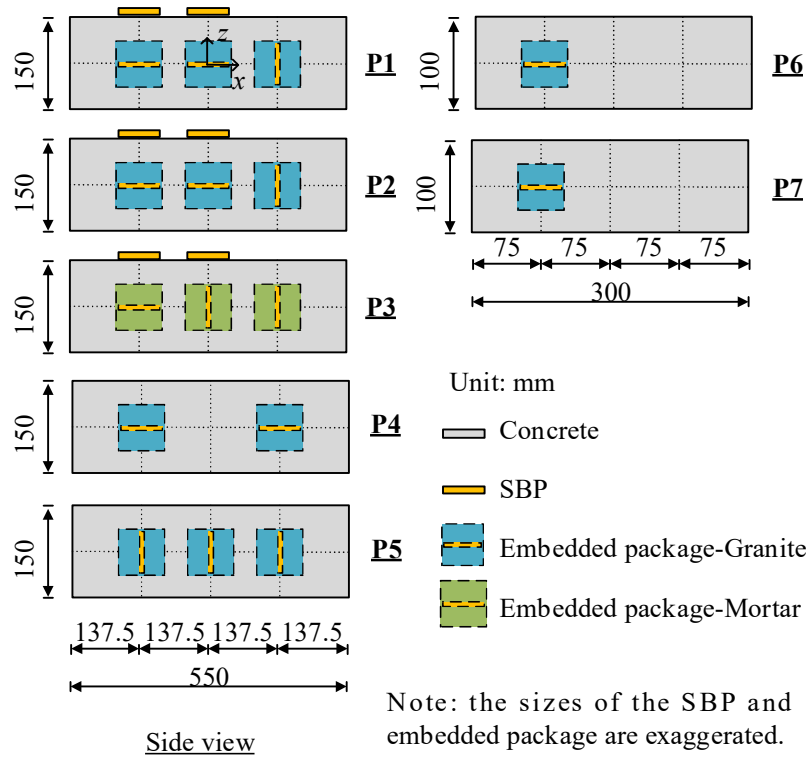 150
z
x
P1
150
P2
150
P3
150
P4
150
P5
137.5 137.5 137.5 137.5
550
Side view
100
P6
100
P7
75 75 75 75
300
Unit: mm
Concrete
SBP
Embedded package-Granite
Embedded package-Mortar
Note: the sizes of the SBP and
embedded package are exaggerated.